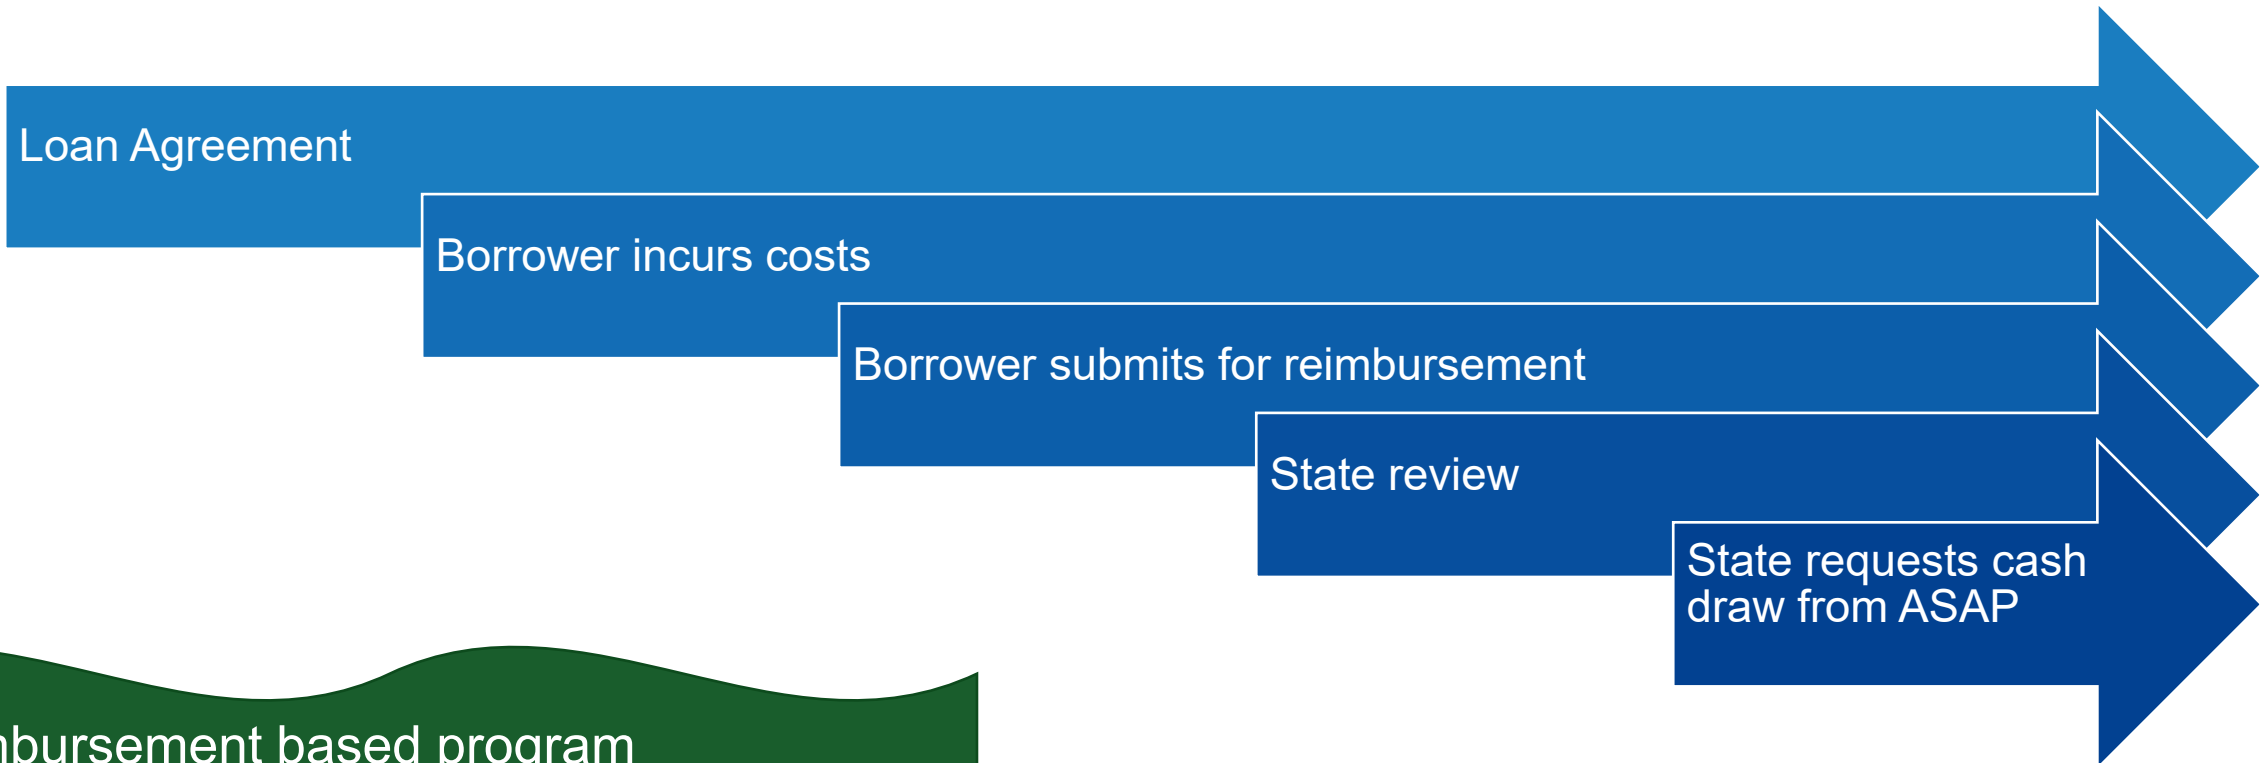 Loan Agreement
Borrower incurs costs
Borrower submits for reimbursement
State review
State requests cash
draw from ASAP
based program